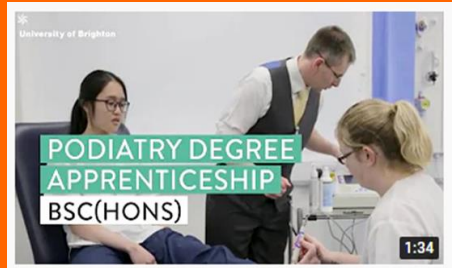 University of Brighton
PODIATRY DEGREE
APPRENTICESHIP
BSC(HONS)
1:34